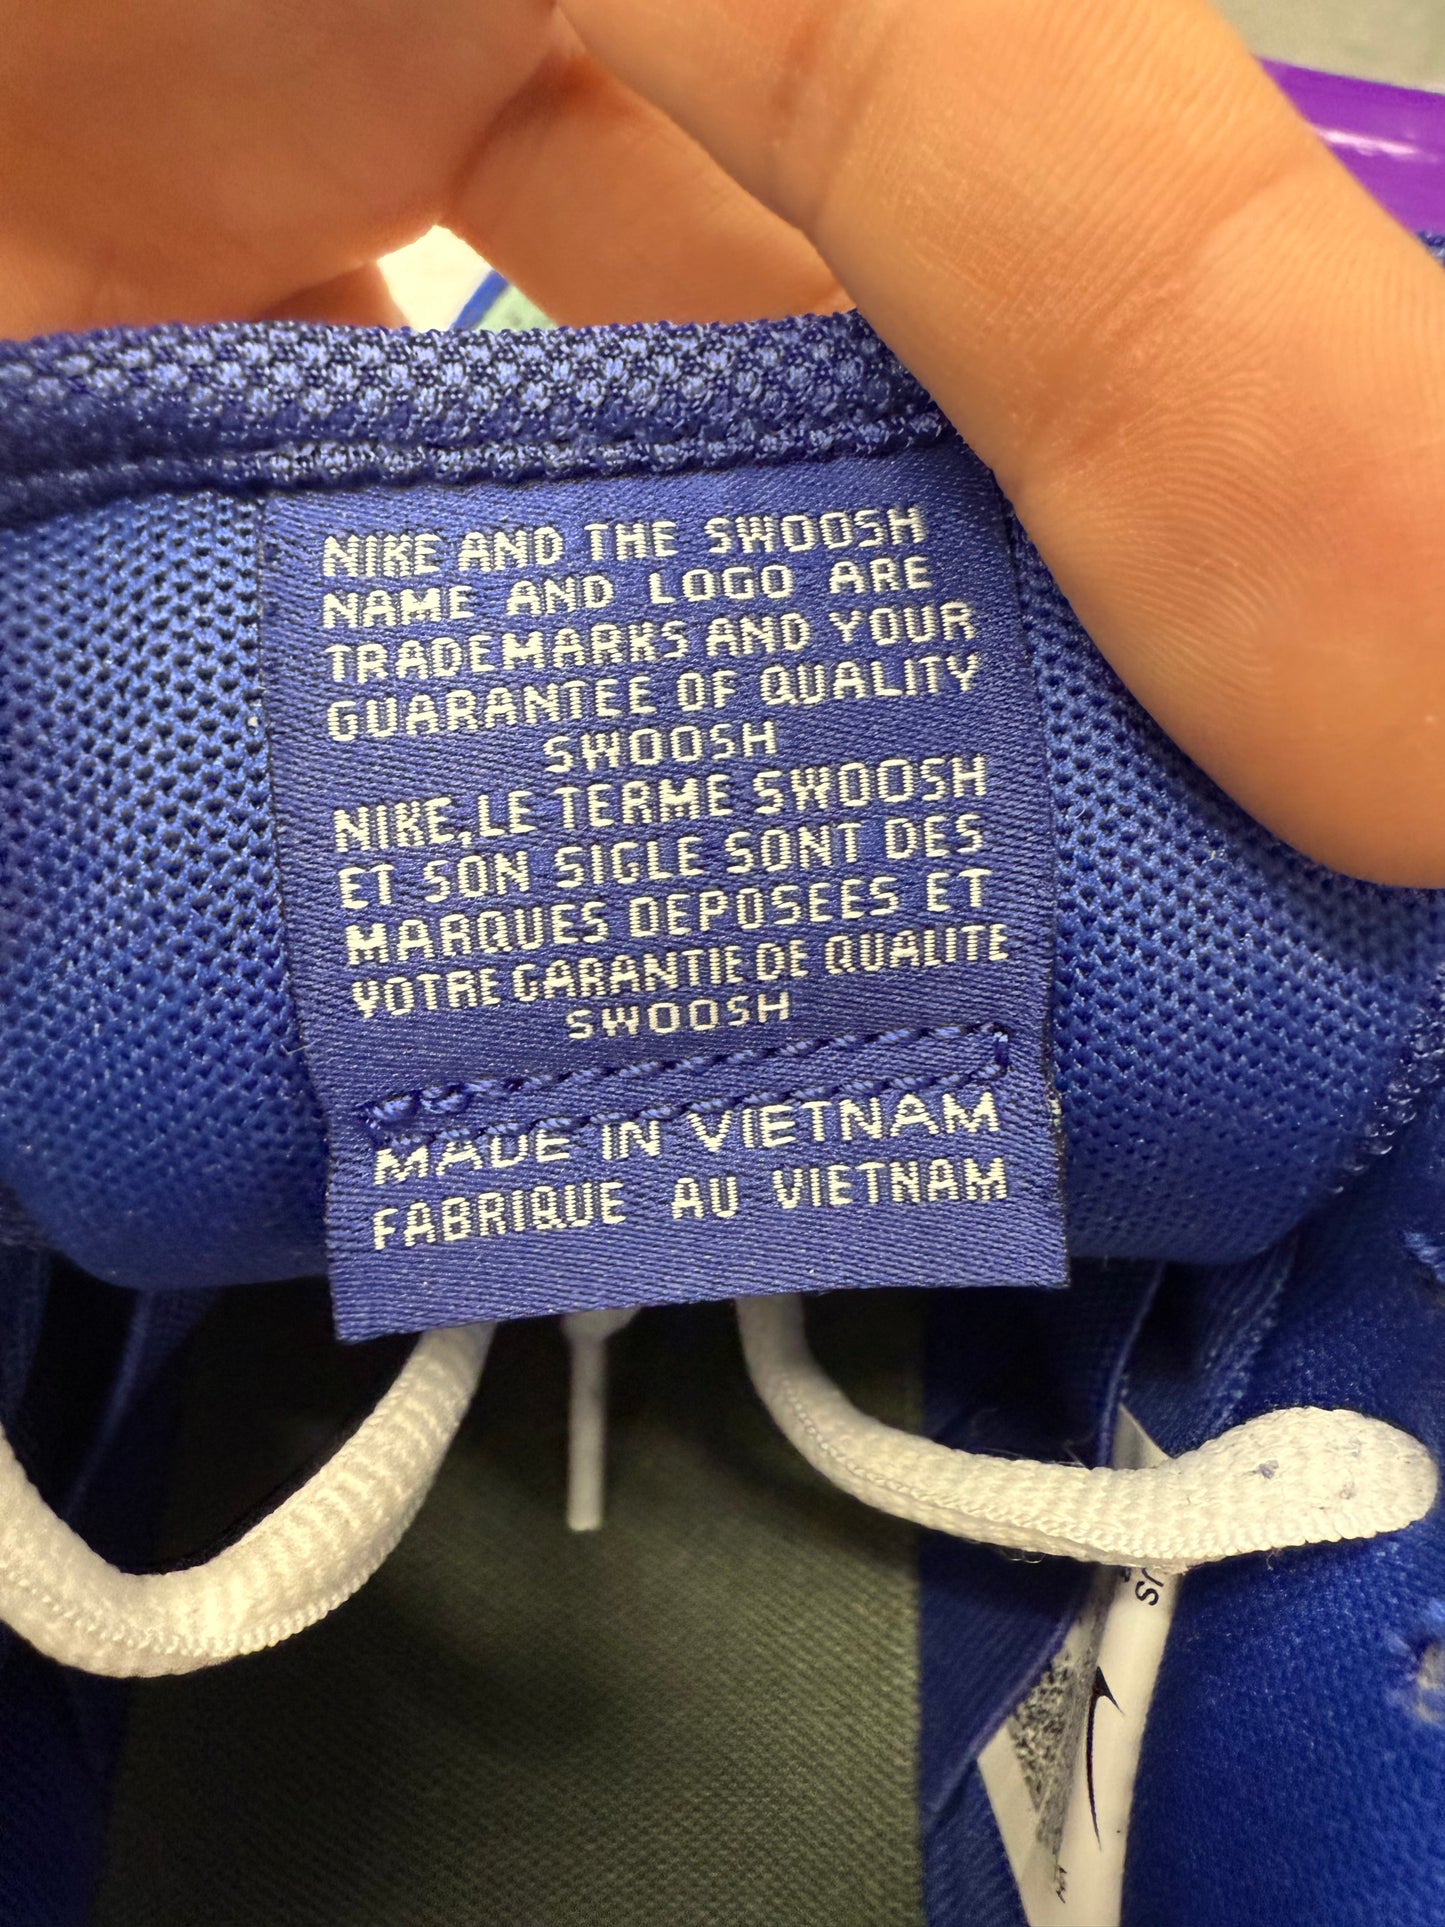 NIKE AND THE SWOOSH
NAME AND LOGO ARE
TRADEMARKS AND YOUR
GUARANTEE OF QUALITY
SWOOSH
NIKE, LE TERME SWOOSH
ET SON SIGLE SONT DES
MARQUES DEPOSEES ET
VOTRE GARANTIE DE QUALITE
SWOOSH
MADE IN VIETNAM
FABRIQUE AU VIETNAM
US